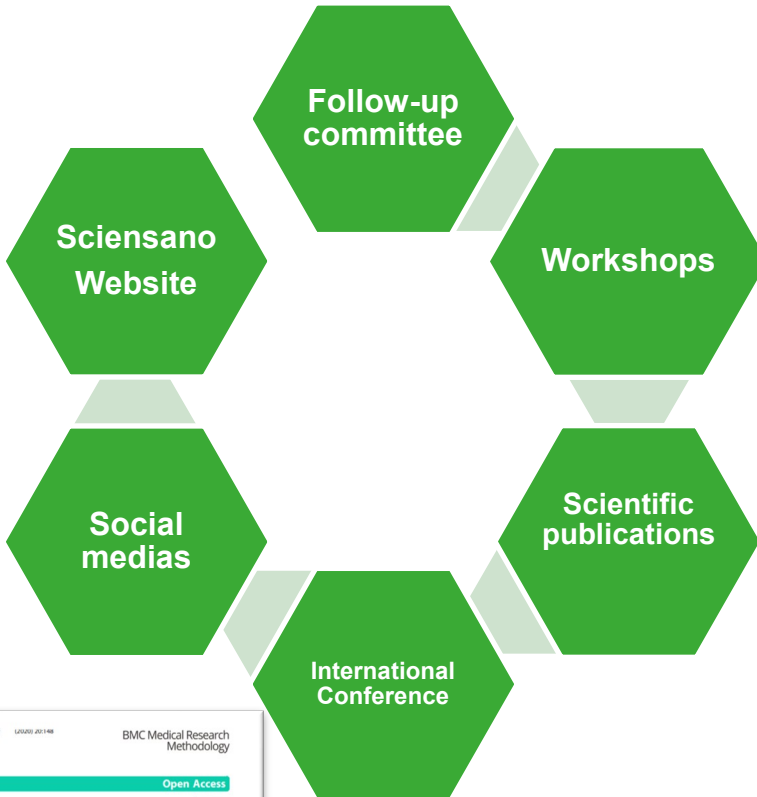 Follow-up
committee
Workshops
Scientific
publications
International
Conference
Social
medias
Sciensano
Website
(2020) 20:148
BMC Medical Research
Methodology
Open Access